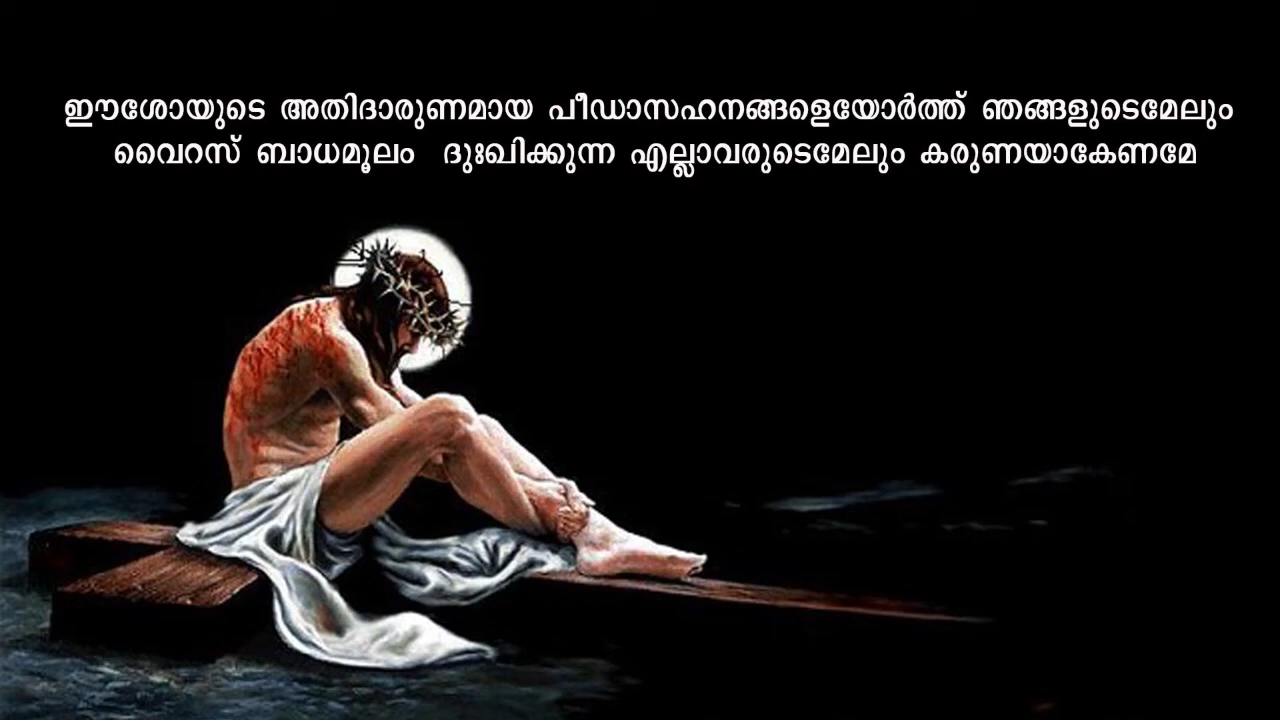 ഈശോയുടെ അതിദാരുണമായ പീഡാസഹനങ്ങളെയോർത്ത് ഞങ്ങളുടെമേലും
വൈറസ് ബാധമൂലം ദുഃഖിക്കുന്ന എല്ലാവരുടെമേലും കരുണയാകേണമേ